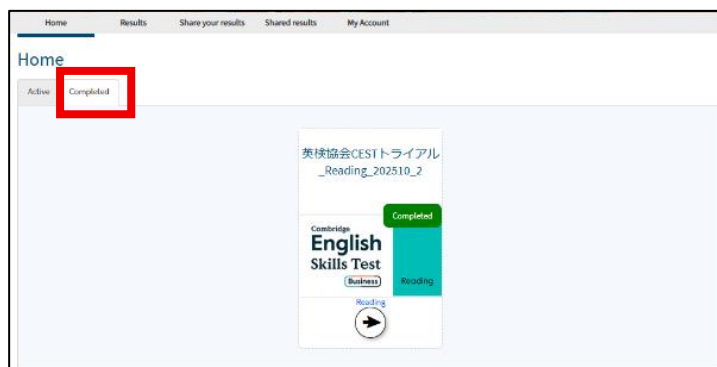 Home Results Share your results Shared results My Account
Home
Active Completed
英検協会CESTトライアル
_Reading_202510_2
Completed
Cambridge
English
Skills Test
Business
Reading
Reading